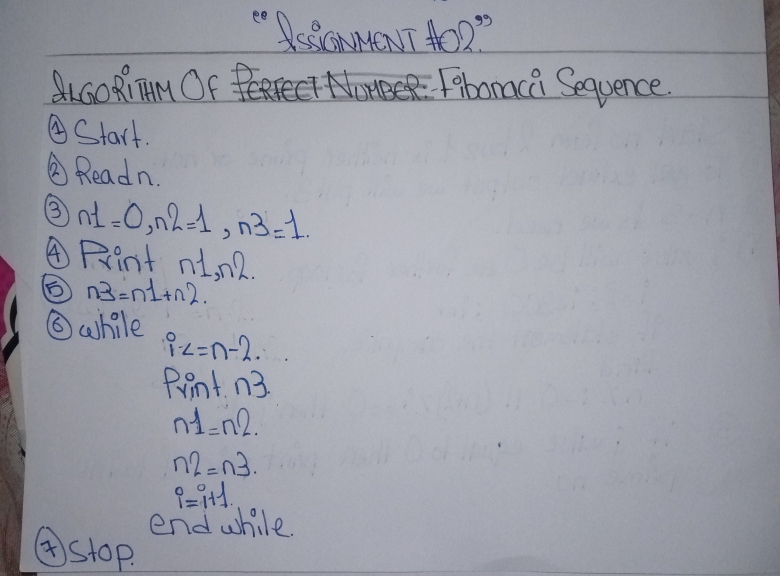 “ASSIGNMENT #02”
ALGORITHM OF PERFECT NUMBER:- Fibonacci Sequence.
① Start.
② Read n.
③ n1=0, n2=1, n3=1.
④ Print n1,n2.
⑤ n3=n1+n2.
⑥ while
i<=n-2.
Print n3.
n1=n2.
n2=n3.
i=i+1.
end while.
⑦ Stop.